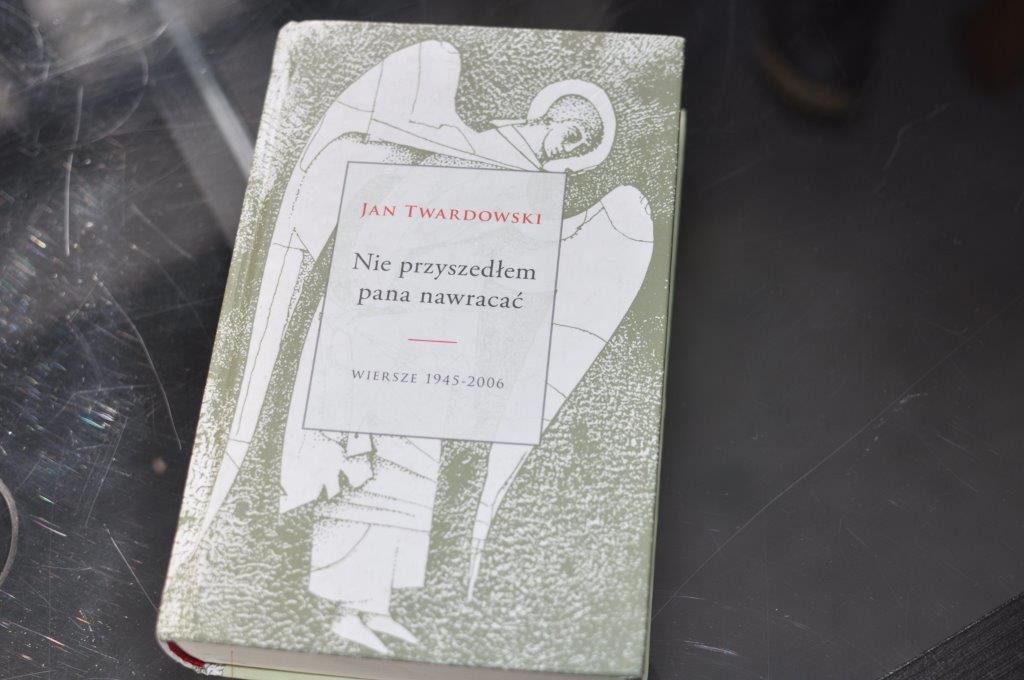 Jan Twardowski
Nie przyszedłem
pana nawracać
wiersze 1945-2006